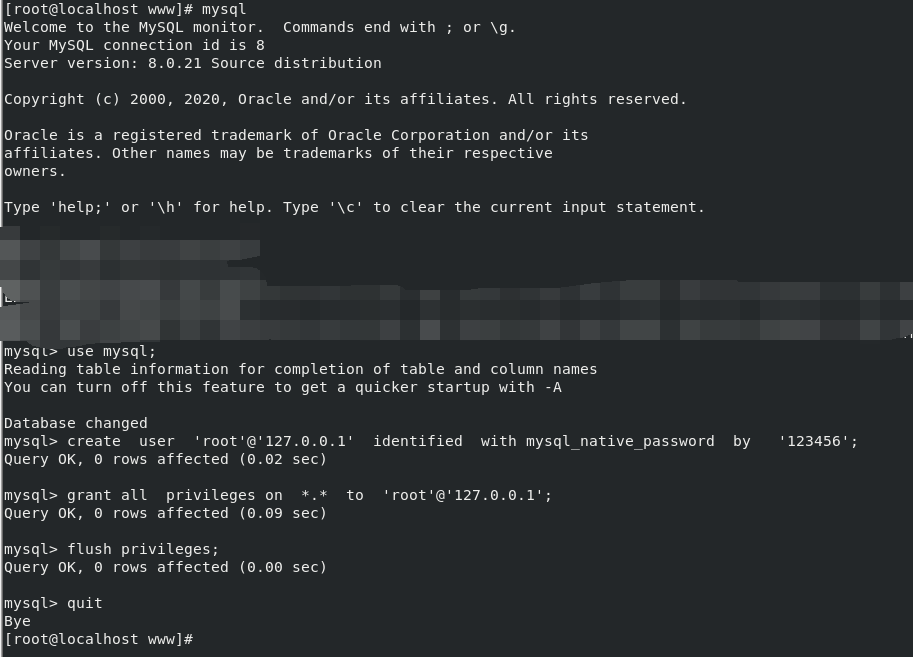 [root@localhost www]# mysql
Welcome to the MySQL monitor.  Commands end with ; or \g.
Your MySQL connection id is 8
Server version: 8.0.21 Source distribution
Copyright (c) 2000, 2020, Oracle and/or its affiliates. All rights reserved.
Oracle is a registered trademark of Oracle Corporation and/or its
affiliates. Other names may be trademarks of their respective
owners.
Type 'help;' or '\h' for help. Type '\c' to clear the current input statement.
mysql> use mysql;
Reading table information for completion of table and column names
You can turn off this feature to get a quicker startup with -A
Database changed
mysql> create  user  'root'@'127.0.0.1'  identified  with mysql_native_password  by   '123456';
Query OK, 0 rows affected (0.02 sec)
mysql> grant all  privileges on  *.*  to  'root'@'127.0.0.1';
Query OK, 0 rows affected (0.09 sec)
mysql> flush privileges;
Query OK, 0 rows affected (0.00 sec)
mysql> quit
Bye
[root@localhost www]#